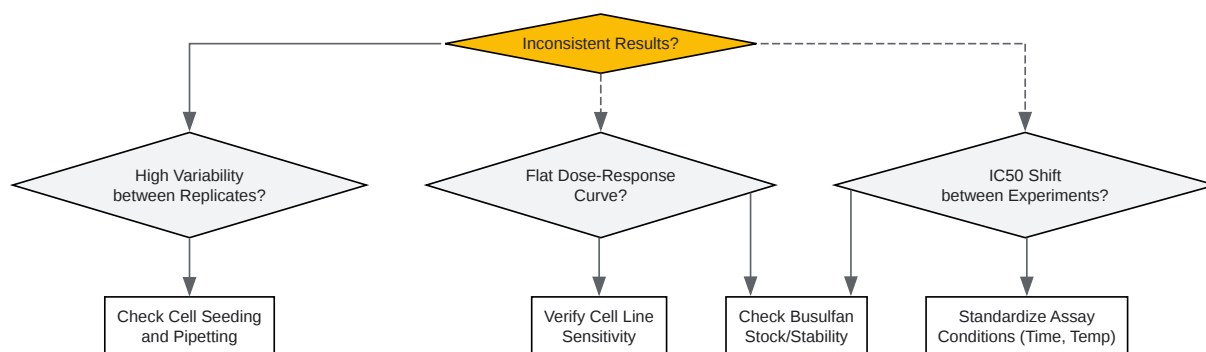 Inconsistent Results?
High Variability
between Replicates?
Flat Dose-Response
Curve?
IC50 Shift
between Experiments?
Check Cell Seeding
and Pipetting
Verify Cell Line
Sensitivity
Check Busulfan
Stock/Stability
Standardize Assay
Conditions (Time, Temp)